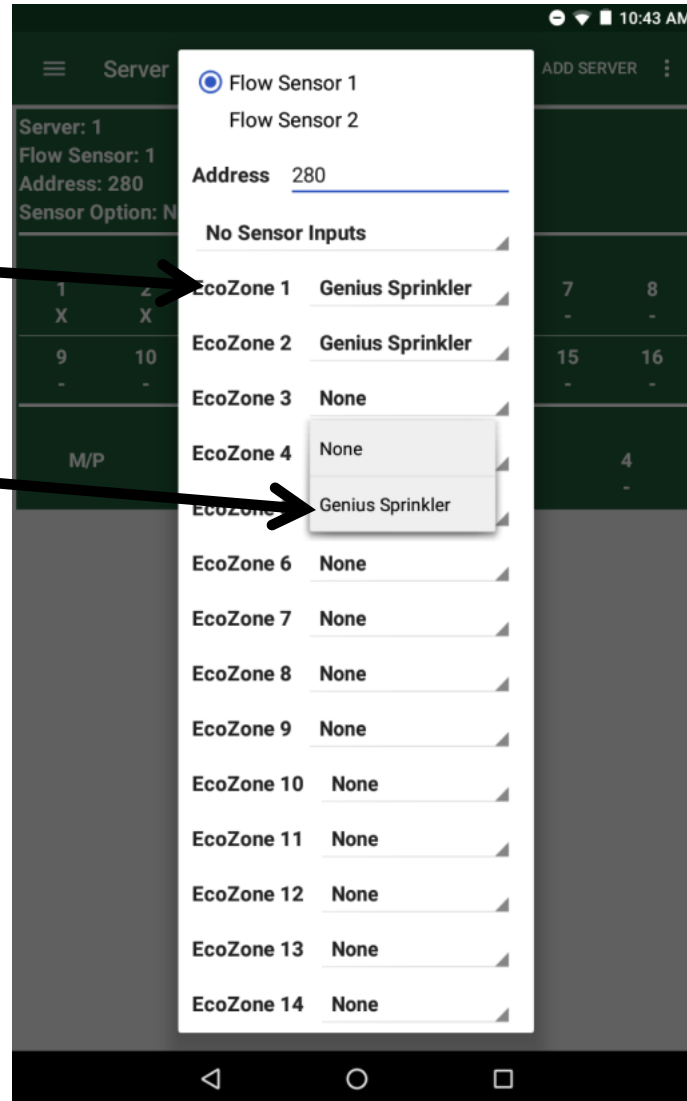 10:43 AM
Server
ADD SERVER
Server: 1
Flow Sensor: 1
Address: 280
Sensor Option: N
1 2 7 8
X X - -
9 10 15 16
- - - -
M/P 4
-
Flow Sensor 1
Flow Sensor 2
Address 280
No Sensor Inputs
EcoZone 1 Genius Sprinkler
EcoZone 2 Genius Sprinkler
EcoZone 3 None
EcoZone 4
None
Genius Sprinkler
EcoZone
EcoZone 6 None
EcoZone 7 None
EcoZone 8 None
EcoZone 9 None
EcoZone 10 None
EcoZone 11 None
EcoZone 12 None
EcoZone 13 None
EcoZone 14 None